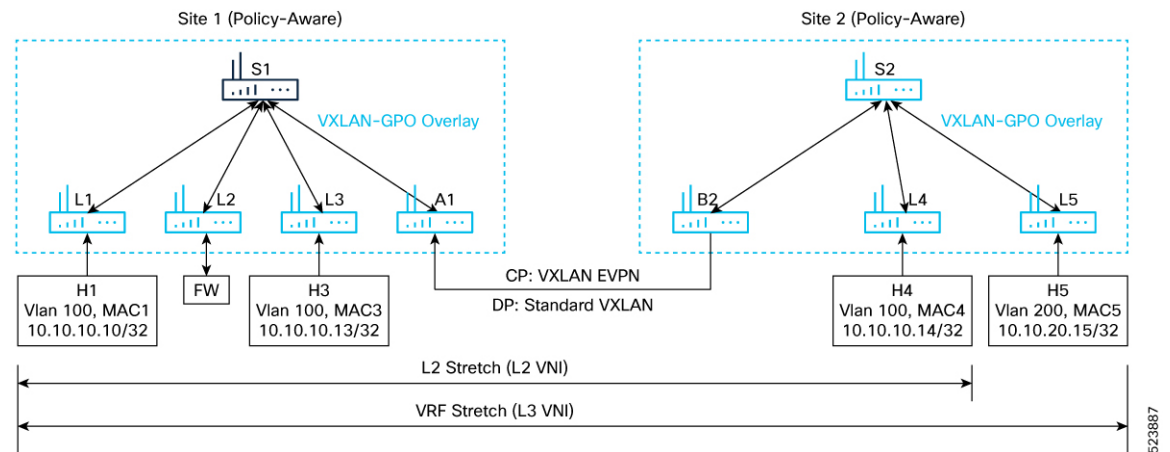 Site 1 (Policy-Aware)
Site 2 (Policy-Aware)
S1
S2
VXLAN-GPO Overlay
VXLAN-GPO Overlay
L1
L2
L3
A1
B2
L4
L5
H1
Vlan 100, MAC1
10.10.10.10/32
FW
H3
Vlan 100, MAC3
10.10.10.13/32
CP: VXLAN EVPN
DP: Standard VXLAN
H4
Vlan 100, MAC4
10.10.10.14/32
H5
Vlan 200, MAC5
10.10.20.15/32
L2 Stretch (L2 VNI)
VRF Stretch (L3 VNI)
523887